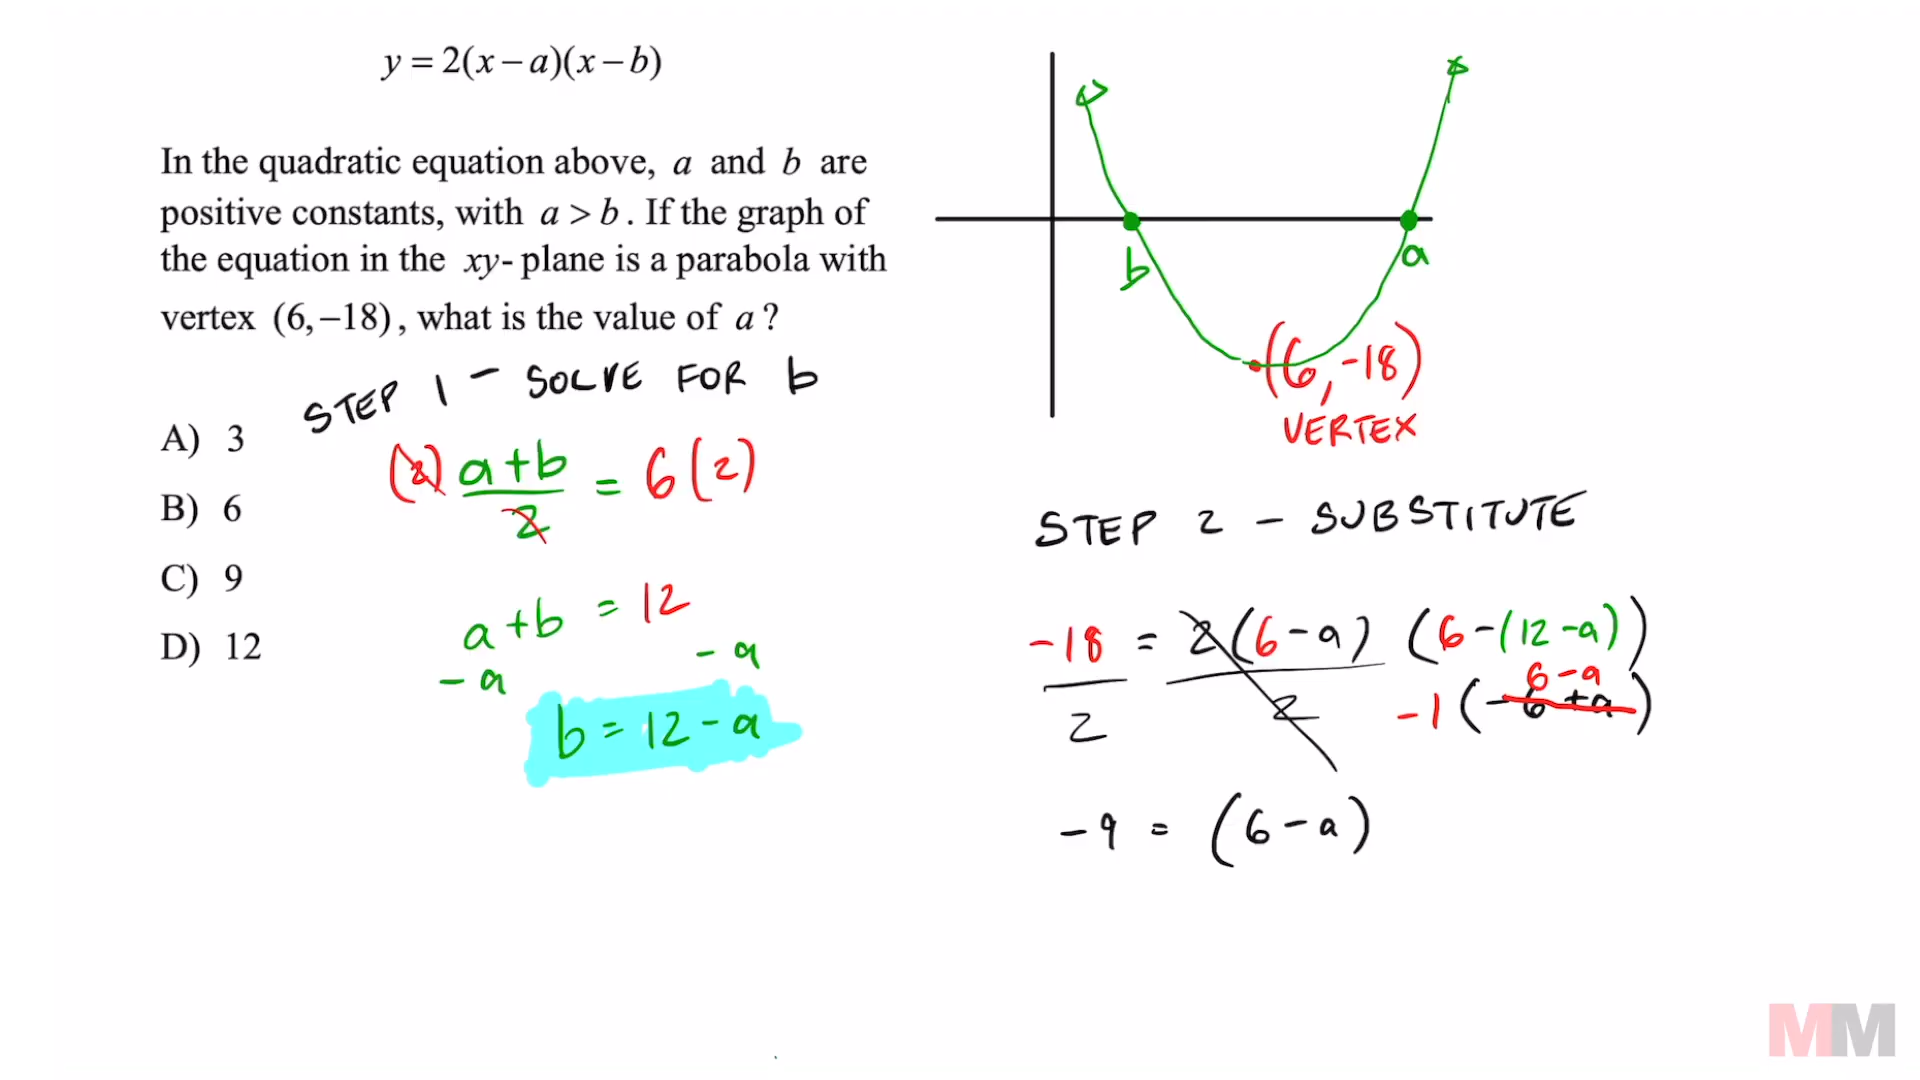 y = 2(x − a)(x − b)
In the quadratic equation above, a and b are
positive constants, with a > b. If the graph of
the equation in the xy-plane is a parabola with
vertex (6, −18), what is the value of a?
STEP 1 - SOLVE FOR b
A) 3
B) 6
C) 9
D) 12
(2) a+b / 2 = 6(2)
a+b = 12
-a -a
b = 12 - a
b
a
(6, -18)
VERTEX
STEP 2 - SUBSTITUTE
-18 / 2 = 2(6-a) / 2 (6-(12-a))
6-a
-1(-6+a)
-9 = (6-a)
MM